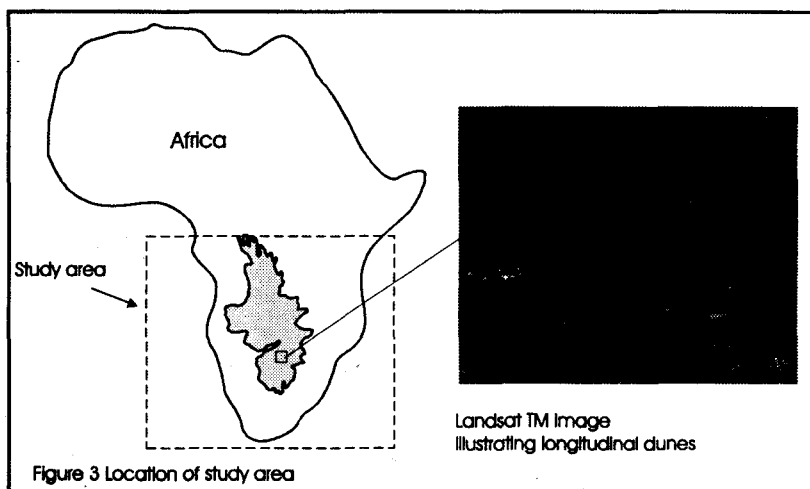 Africa
Study area
Landsat TM Image
Illustrating longitudinal dunes
Figure 3 Location of study area